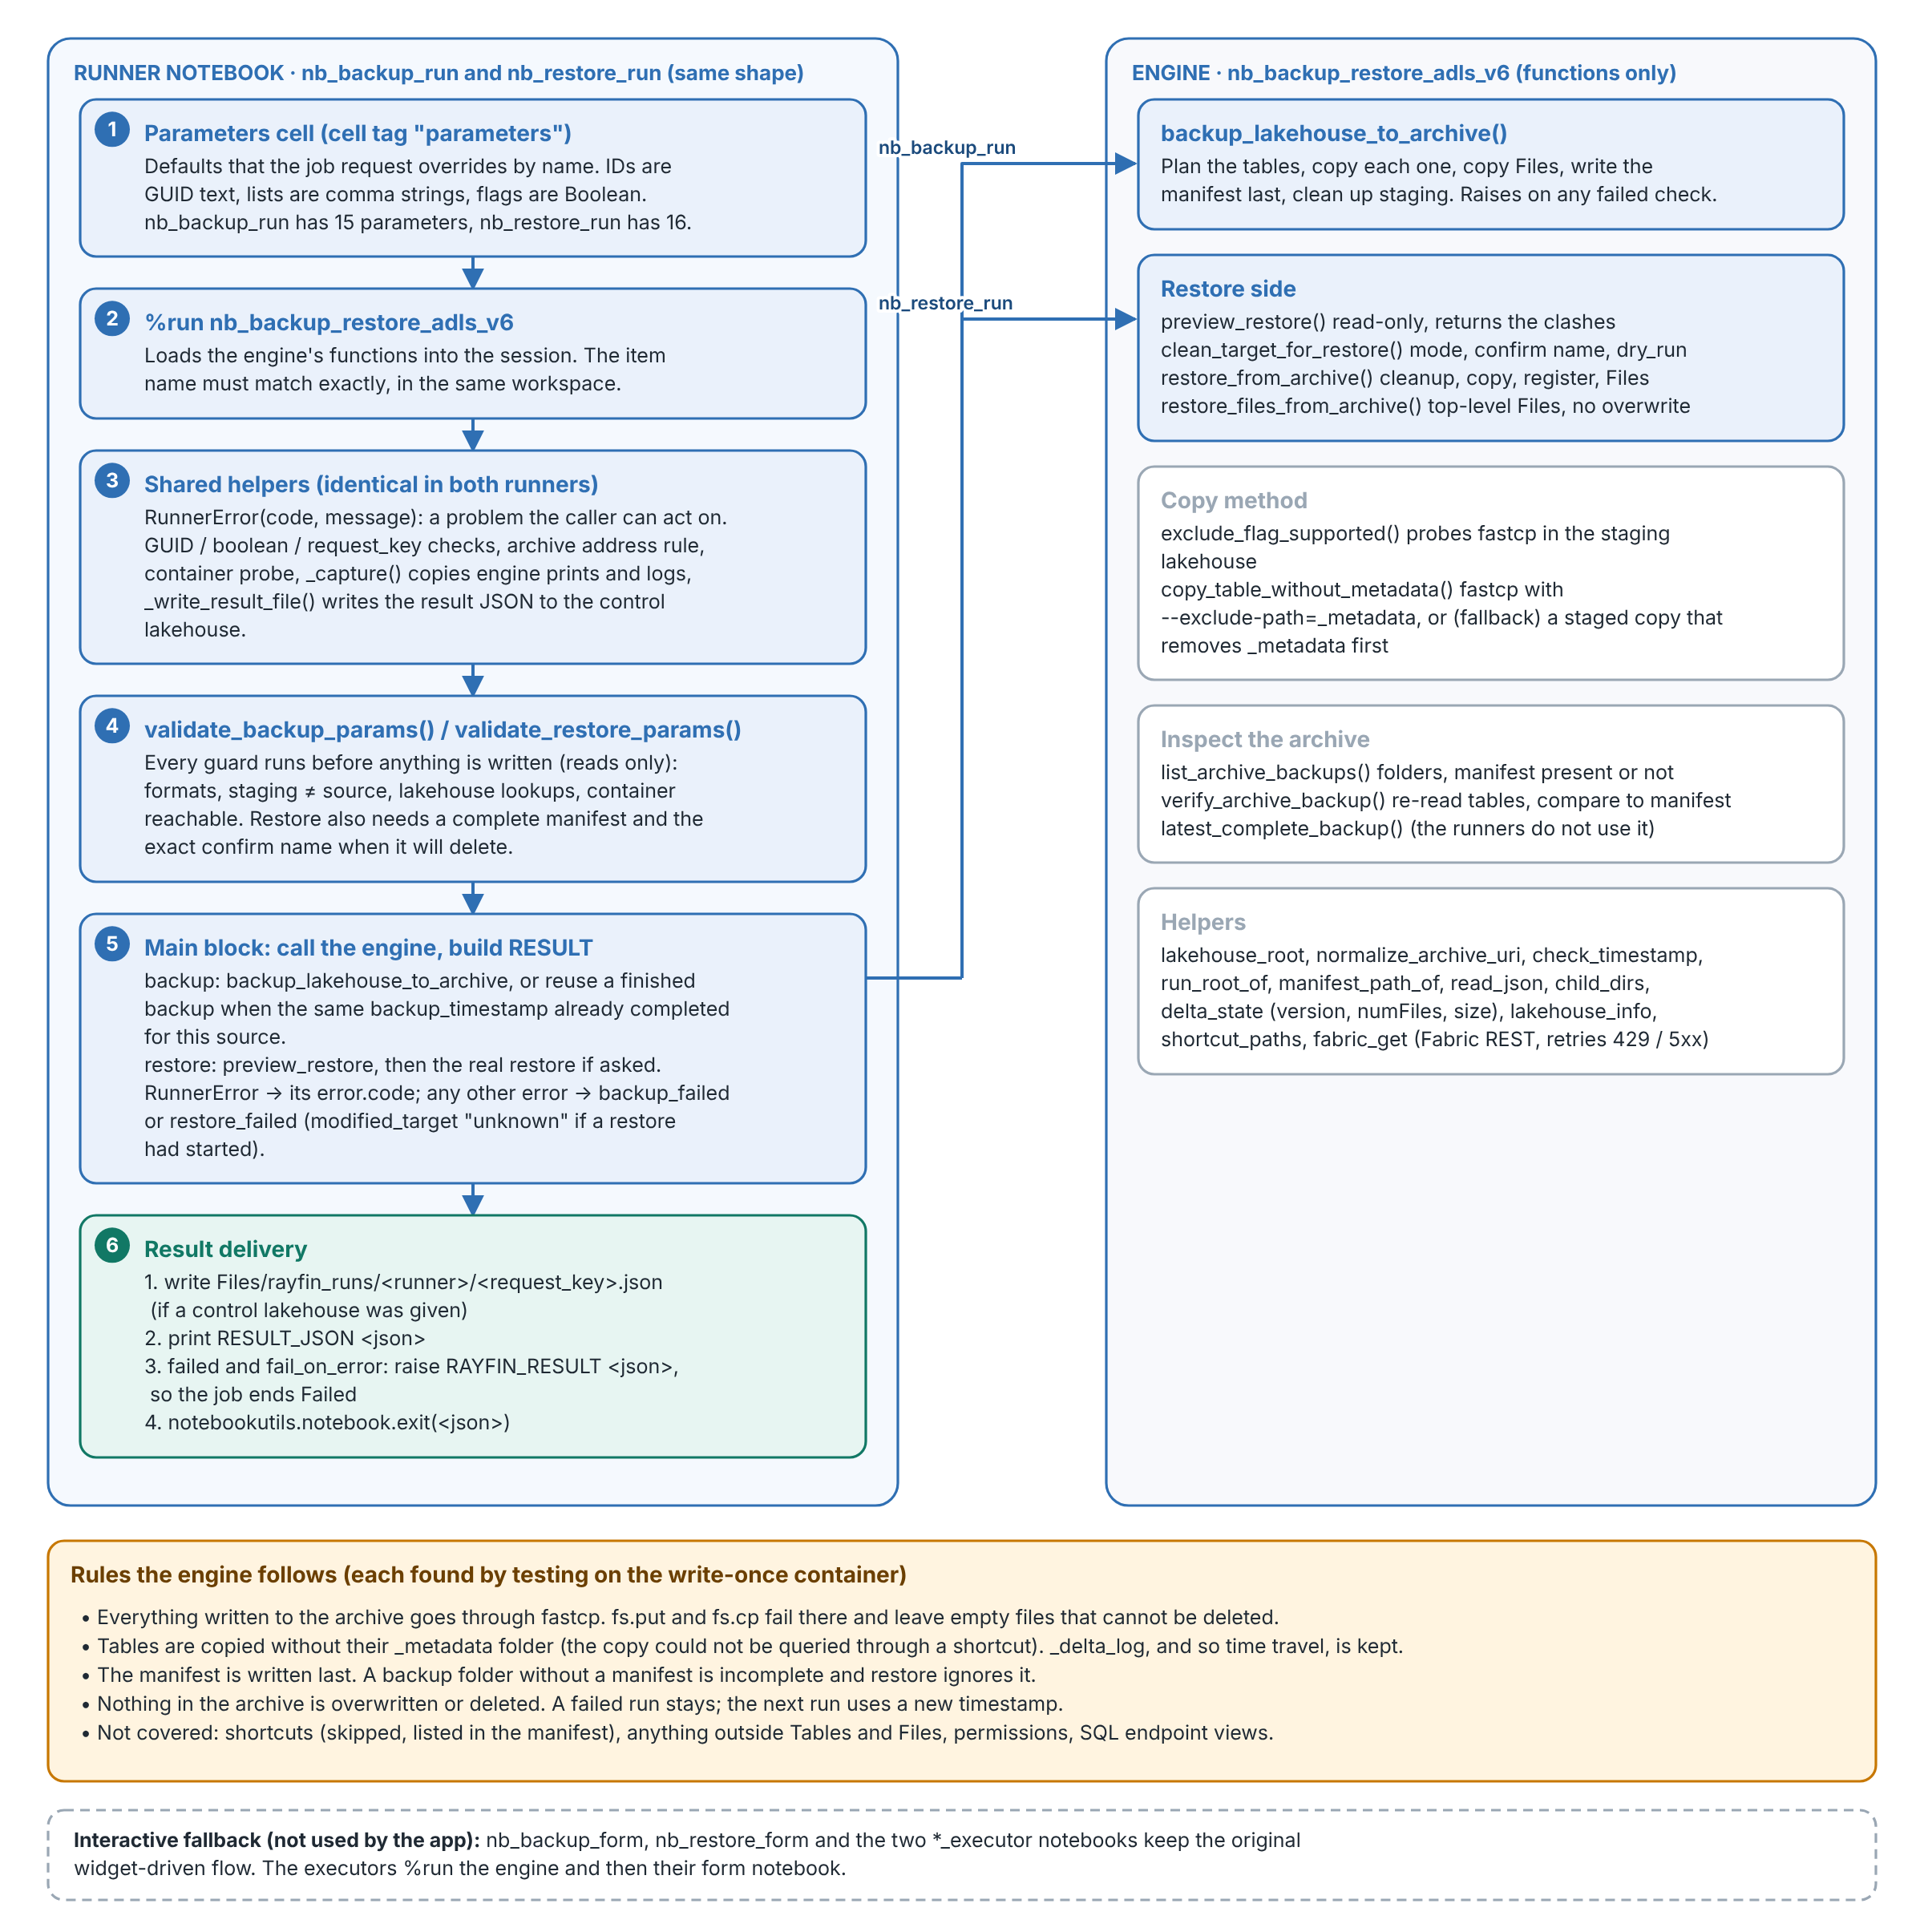 RUNNER NOTEBOOK · nb_backup_run and nb_restore_run (same shape)
1
Parameters cell (cell tag "parameters")
Defaults that the job request overrides by name. IDs are
GUID text, lists are comma strings, flags are Boolean.
nb_backup_run has 15 parameters, nb_restore_run has 16.
2
%run nb_backup_restore_adls_v6
Loads the engine's functions into the session. The item
name must match exactly, in the same workspace.
3
Shared helpers (identical in both runners)
RunnerError(code, message): a problem the caller can act on.
GUID / boolean / request_key checks, archive address rule,
container probe, _capture() copies engine prints and logs,
_write_result_file() writes the result JSON to the control
lakehouse.
4
validate_backup_params() / validate_restore_params()
Every guard runs before anything is written (reads only):
formats, staging ≠ source, lakehouse lookups, container
reachable. Restore also needs a complete manifest and the
exact confirm name when it will delete.
5
Main block: call the engine, build RESULT
backup: backup_lakehouse_to_archive, or reuse a finished
backup when the same backup_timestamp already completed
for this source.
restore: preview_restore, then the real restore if asked.
RunnerError → its error.code; any other error → backup_failed
or restore_failed (modified_target "unknown" if a restore
had started).
6
Result delivery
1. write Files/rayfin_runs/<runner>/<request_key>.json
(if a control lakehouse was given)
2. print RESULT_JSON <json>
3. failed and fail_on_error: raise RAYFIN_RESULT <json>,
so the job ends Failed
4. notebookutils.notebook.exit(<json>)
nb_backup_run
nb_restore_run
ENGINE · nb_backup_restore_adls_v6 (functions only)
backup_lakehouse_to_archive()
Plan the tables, copy each one, copy Files, write the
manifest last, clean up staging. Raises on any failed check.
Restore side
preview_restore() read-only, returns the clashes
clean_target_for_restore() mode, confirm name, dry_run
restore_from_archive() cleanup, copy, register, Files
restore_files_from_archive() top-level Files, no overwrite
Copy method
exclude_flag_supported() probes fastcp in the staging
lakehouse
copy_table_without_metadata() fastcp with
--exclude-path=_metadata, or (fallback) a staged copy that
removes _metadata first
Inspect the archive
list_archive_backups() folders, manifest present or not
verify_archive_backup() re-read tables, compare to manifest
latest_complete_backup() (the runners do not use it)
Helpers
lakehouse_root, normalize_archive_uri, check_timestamp,
run_root_of, manifest_path_of, read_json, child_dirs,
delta_state (version, numFiles, size), lakehouse_info,
shortcut_paths, fabric_get (Fabric REST, retries 429 / 5xx)
Rules the engine follows (each found by testing on the write-once container)
• Everything written to the archive goes through fastcp. fs.put and fs.cp fail there and leave empty files that cannot be deleted.
• Tables are copied without their _metadata folder (the copy could not be queried through a shortcut). _delta_log, and so time travel, is kept.
• The manifest is written last. A backup folder without a manifest is incomplete and restore ignores it.
• Nothing in the archive is overwritten or deleted. A failed run stays; the next run uses a new timestamp.
• Not covered: shortcuts (skipped, listed in the manifest), anything outside Tables and Files, permissions, SQL endpoint views.
Interactive fallback (not used by the app): nb_backup_form, nb_restore_form and the two *_executor notebooks keep the original
widget-driven flow. The executors %run the engine and then their form notebook.